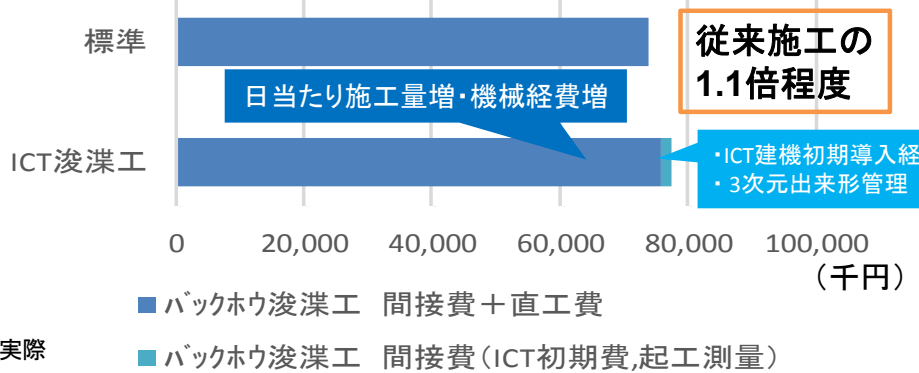 標準
従来施工の
1.1倍程度
日当たり施工量増・機械経費増
ICT浚渫工
・ICT建機初期導入経
・3次元出来形管理
0 20,000 40,000 60,000 80,000 100,000
（千円）
ﾊﾞｯｸﾎｳ浚渫工 間接費＋直工費
実際
ﾊﾞｯｸﾎｳ浚渫工 間接費（ICT初期費,起工測量）